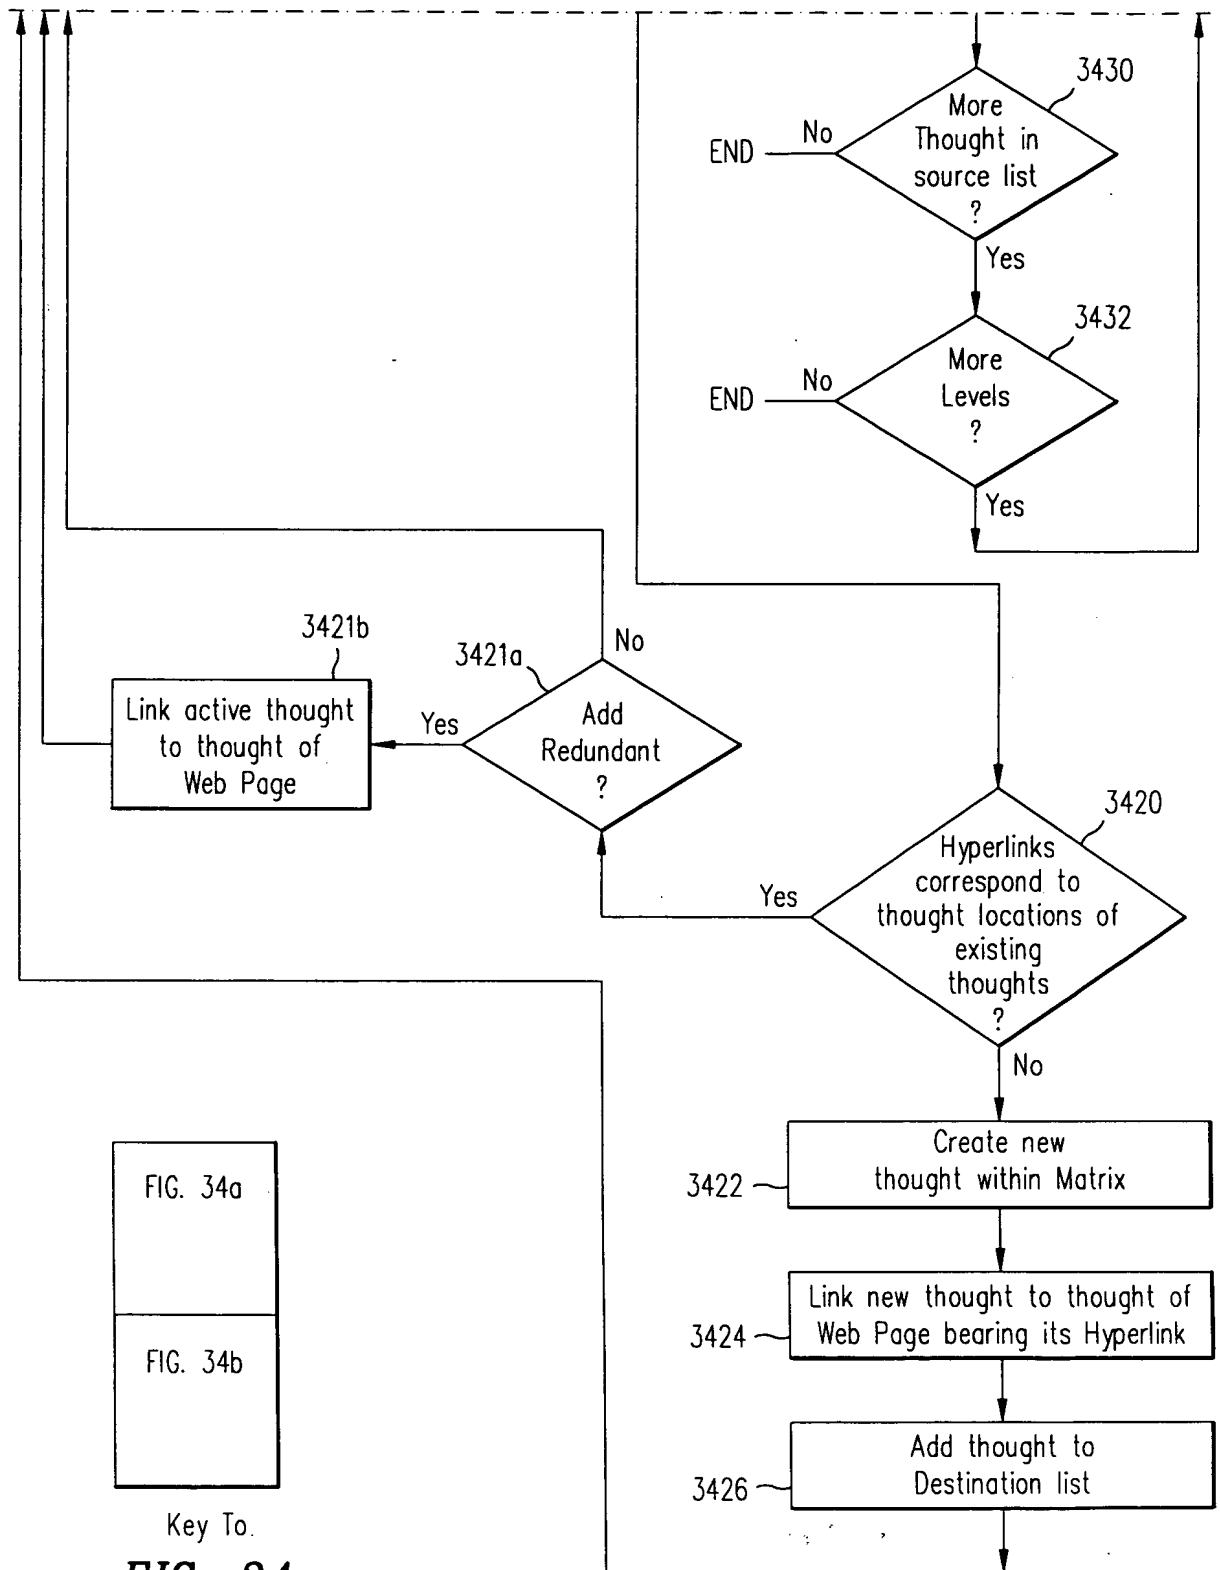 3430
More
Thought in
source list
?
No
END
Yes
3432
More
Levels
?
No
END
Yes
3421b
Link active thought
to thought of
Web Page
3421a
No
Yes
Add
Redundant
?
3420
Hyperlinks
correspond to
thought locations of
existing
thoughts
?
Yes
No
3422
Create new
thought within Matrix
3424
Link new thought to thought of
Web Page bearing its Hyperlink
3426
Add thought to
Destination list
FIG. 34a
FIG. 34b
Key To